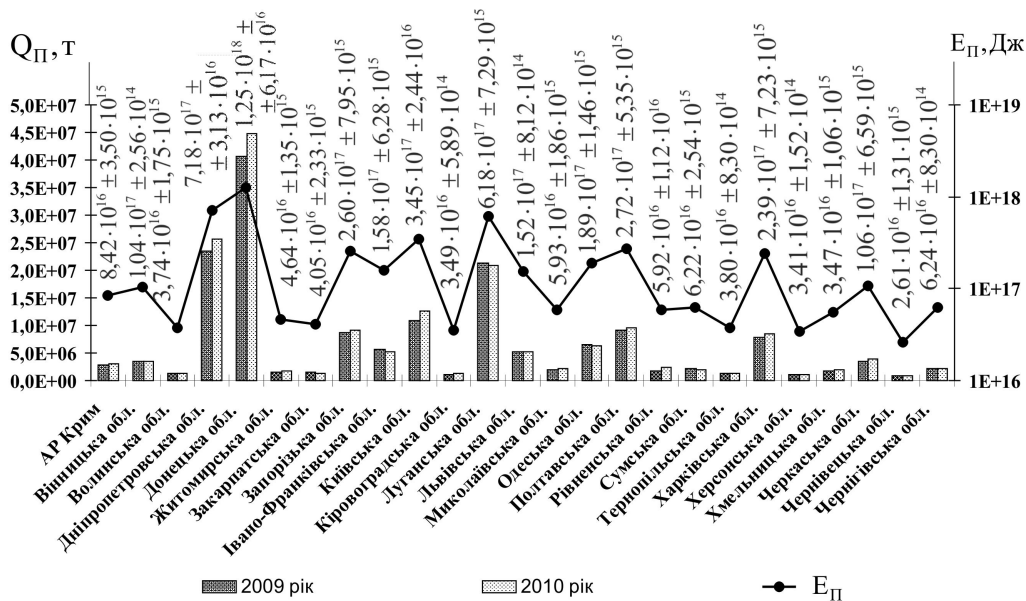 Q_П, т
E_П, Дж
8,42·10^16 ± 3,50·10^15
1,04·10^17 ± 2,56·10^14
3,74·10^16 ± 1,75·10^15
7,18·10^17 ±
± 3,13·10^16
1,25·10^18 ±
± 6,17·10^16
4,64·10^16 ± 1,35·10^15
4,05·10^16 ± 2,33·10^15
2,60·10^17 ± 7,95·10^15
1,58·10^17 ± 6,28·10^15
3,45·10^17 ± 2,44·10^16
3,49·10^16 ± 5,89·10^14
6,18·10^17 ± 7,29·10^15
1,52·10^17 ± 8,12·10^14
5,93·10^16 ± 1,86·10^15
1,89·10^17 ± 1,46·10^15
2,72·10^17 ± 5,35·10^15
5,92·10^16 ± 1,12·10^16
6,22·10^16 ± 2,54·10^15
3,80·10^16 ± 8,30·10^14
2,39·10^17 ± 7,23·10^15
3,41·10^16 ± 1,52·10^14
3,47·10^16 ± 1,06·10^15
1,06·10^17 ± 6,59·10^15
2,61·10^16 ± 1,31·10^15
6,24·10^16 ± 8,30·10^14
5,0E+07
4,5E+07
4,0E+07
3,5E+07
3,0E+07
2,5E+07
2,0E+07
1,5E+07
1,0E+07
5,0E+06
0,0E+00
1E+19
1E+18
1E+17
1E+16
АР Крим
Вінницька обл.
Волинська обл.
Дніпропетровська обл.
Донецька обл.
Житомирська обл.
Закарпатська обл.
Запорізька обл.
Івано-Франківська обл.
Київська обл.
Кіровоградська обл.
Луганська обл.
Львівська обл.
Миколаївська обл.
Одеська обл.
Полтавська обл.
Рівненська обл.
Сумська обл.
Тернопільська обл.
Харківська обл.
Херсонська обл.
Хмельницька обл.
Черкаська обл.
Чернівецька обл.
Чернігівська обл.
2009 рік
2010 рік
E_П